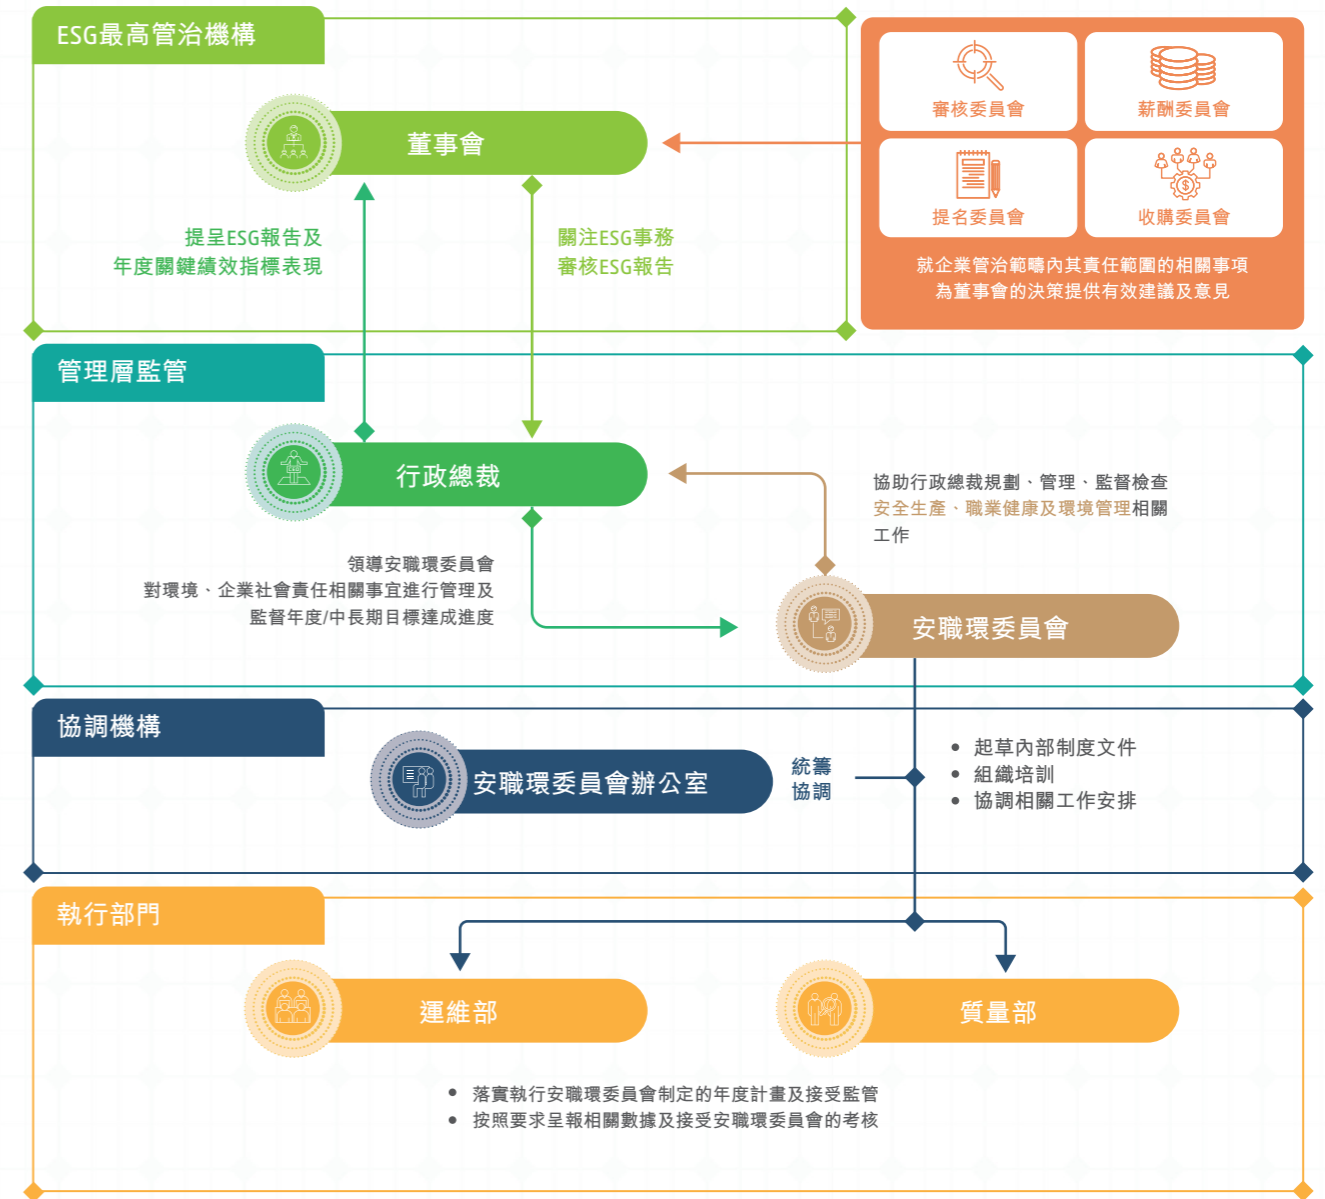 ESG最高管治機構
董事會
提呈ESG報告及
年度關鍵績效指標表現
關注ESG事務
審核ESG報告
審核委員會
薪酬委員會
提名委員會
收購委員會
就企業管治範疇內其責任範圍的相關事項
為董事會的決策提供有效建議及意見
管理層監管
行政總裁
協助行政總裁規劃、管理、監督檢查
安全生產、職業健康及環境管理相關
工作
領導安職環委員會
對環境、企業社會責任相關事宜進行管理及
監督年度/中長期目標達成進度
安職環委員會
協調機構
安職環委員會辦公室
統籌
協調
• 起草內部制度文件
• 組織培訓
• 協調相關工作安排
執行部門
運維部
質量部
• 落實執行安職環委員會制定的年度計畫及接受監管
• 按照要求呈報相關數據及接受安職環委員會的考核